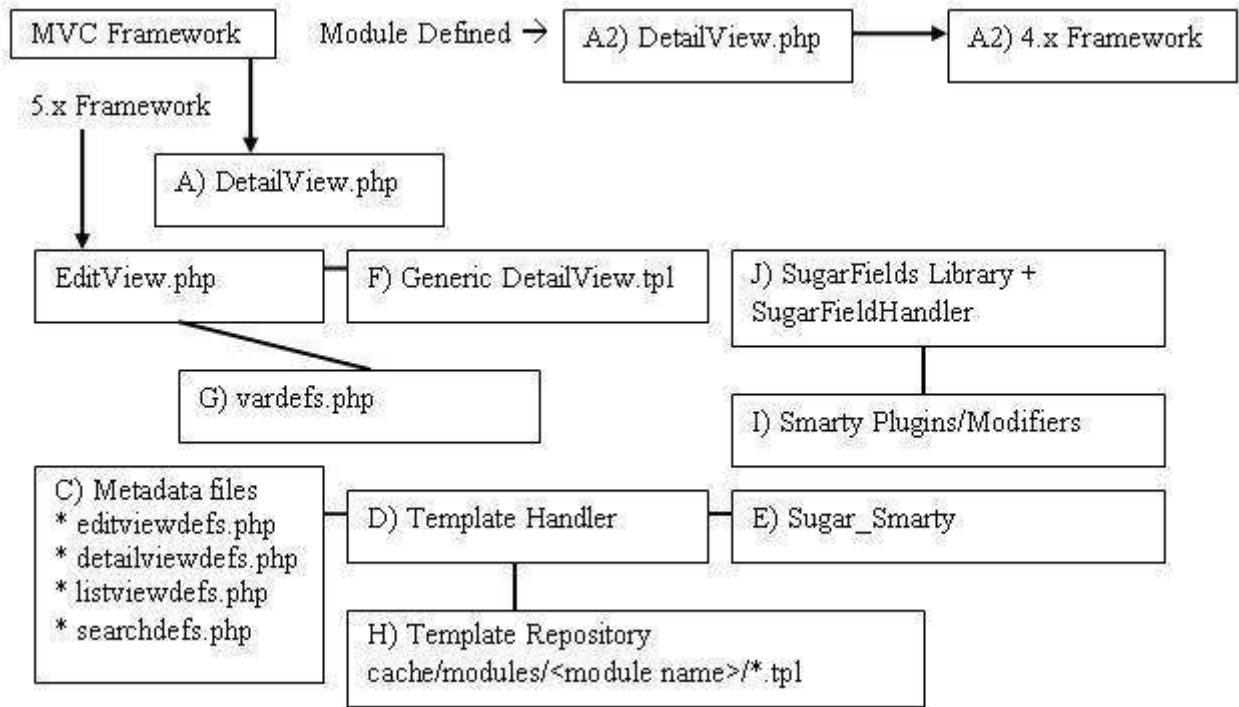 MVC Framework
Module Defined →
A2) DetailView.php
A2) 4.x Framework
5.x Framework
A) DetailView.php
EditView.php
F) Generic DetailView.tpl
J) SugarFields Library +
SugarFieldHandler
G) vardefs.php
I) Smarty Plugins/Modifiers
C) Metadata files
* editviewdefs.php
* detailviewdefs.php
* listviewdefs.php
* searchdefs.php
D) Template Handler
E) Sugar_Smarty
H) Template Repository
cache/modules/<module name>/*.tpl